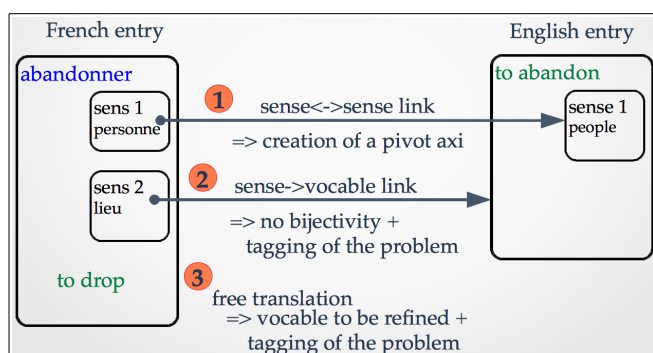 French entry
English entry
abandonner
to abandon
sens 1
personne
1
sense<->sense link
=> creation of a pivot axi
sense 1
people
sens 2
lieu
2
sense->vocable link
=> no bijectivity +
tagging of the problem
to drop
3
free translation
=> vocable to be refined +
tagging of the problem